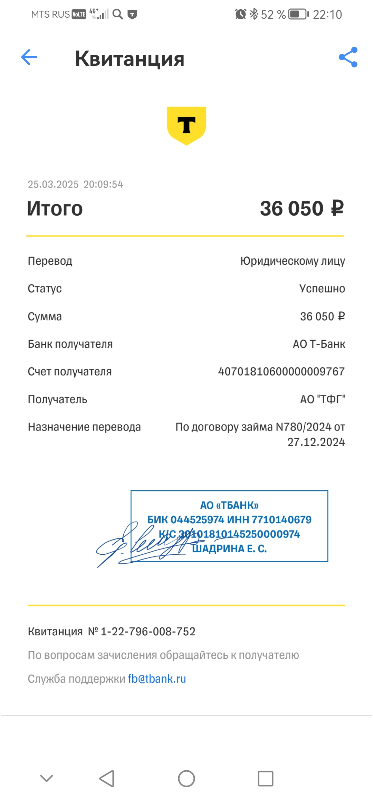 MTS RUS VoLTE 4G 52 % 22:10
Квитанция
Т
25.03.2025 20:09:54
Итого 36 050 ₽
Перевод Юридическому лицу
Статус Успешно
Сумма 36 050 ₽
Банк получателя АО Т-Банк
Счет получателя 40701810600000009767
Получатель АО "ТФГ"
Назначение перевода По договору займа N780/2024 от
27.12.2024
АО «ТБАНК»
БИК 044525974 ИНН 7710140679
К/С 30101810145250000974
ШАДРИНА Е. С.
Квитанция № 1-22-796-008-752
По вопросам зачисления обращайтесь к получателю
Служба поддержки fb@tbank.ru